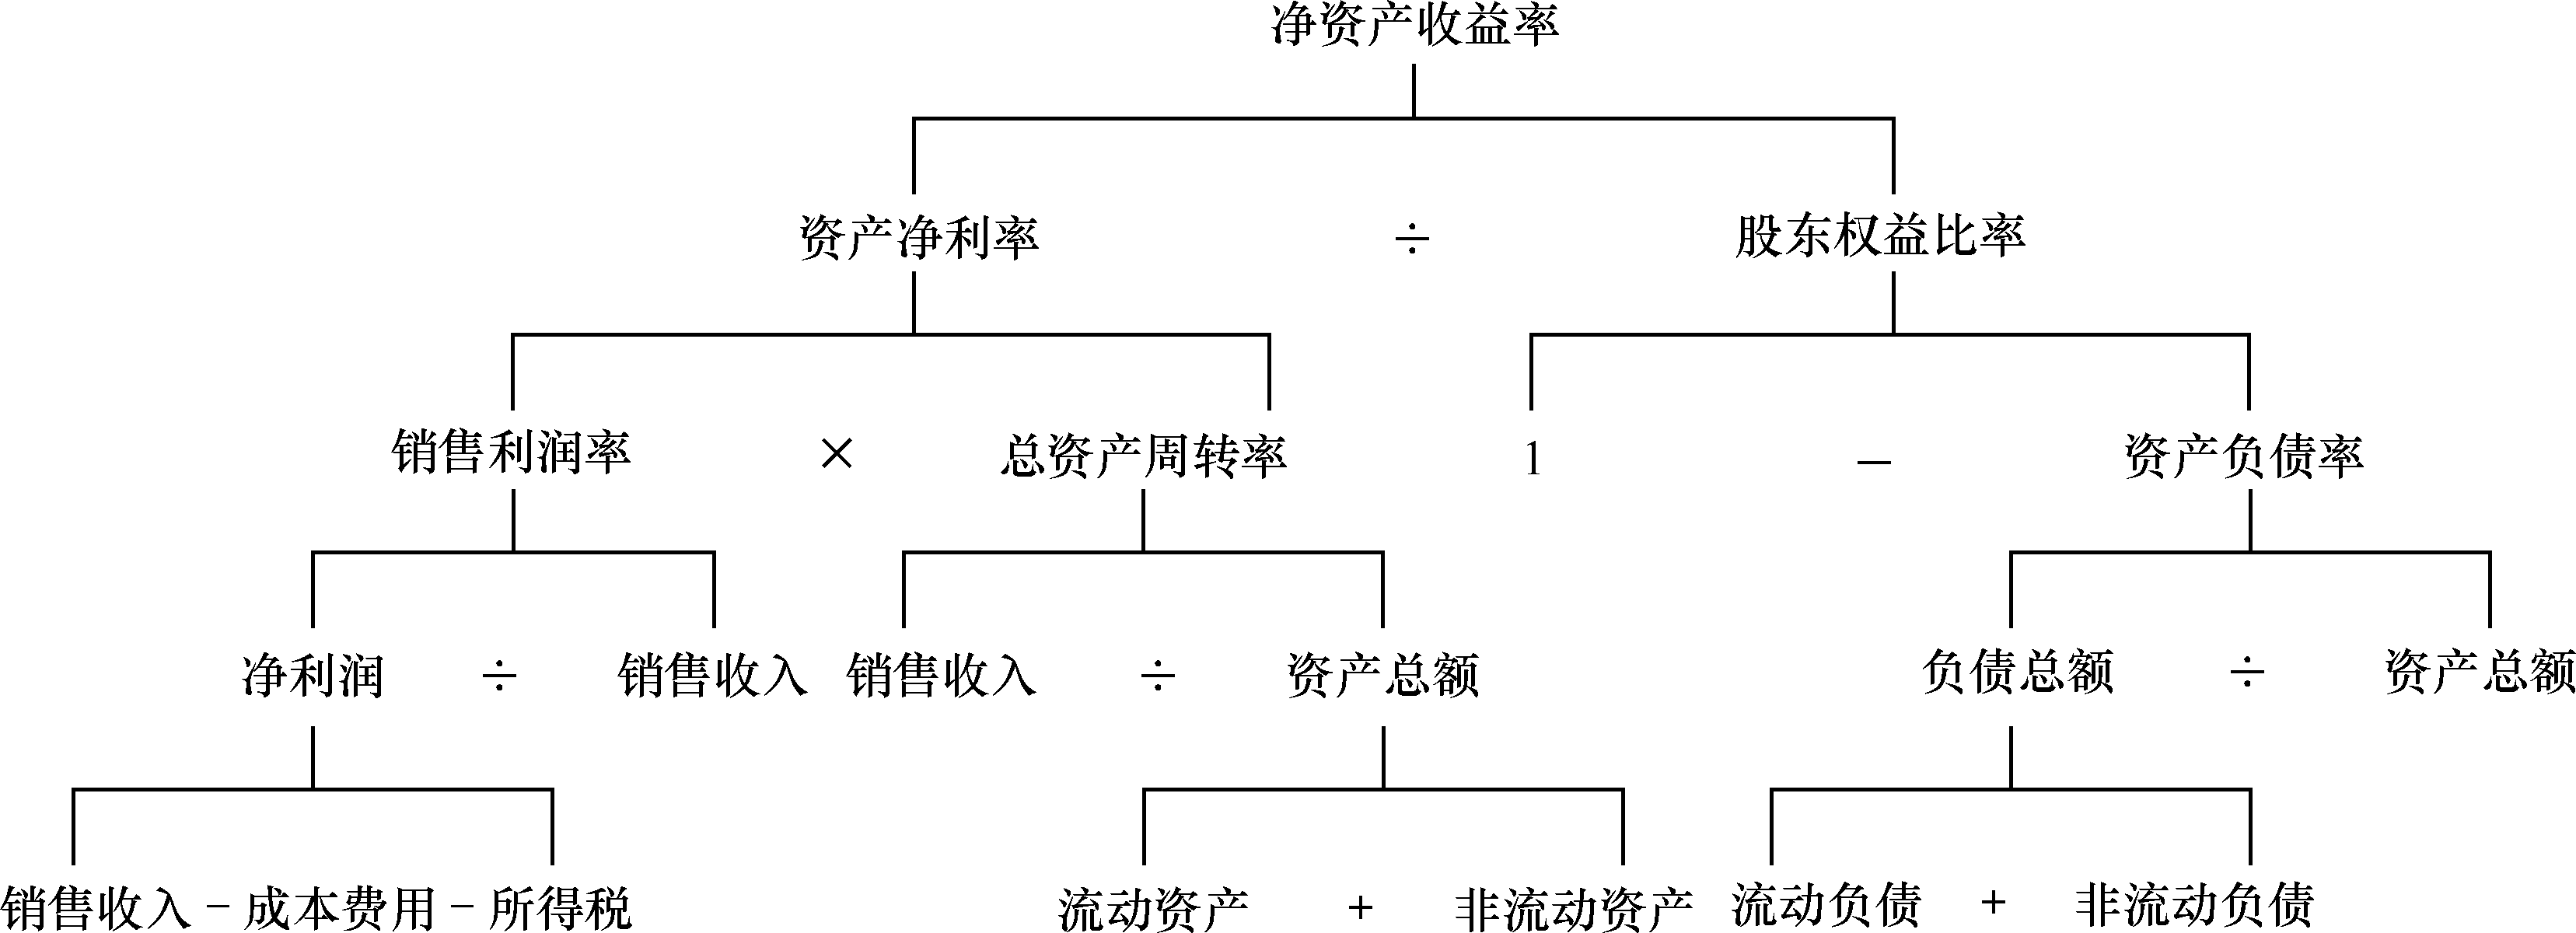 净资产收益率
资产净利率 ÷ 股东权益比率
销售利润率 × 总资产周转率 1 − 资产负债率
净利润 ÷ 销售收入 销售收入 ÷ 资产总额 负债总额 ÷ 资产总额
销售收入－成本费用－所得税 流动资产 + 非流动资产 流动负债 + 非流动负债